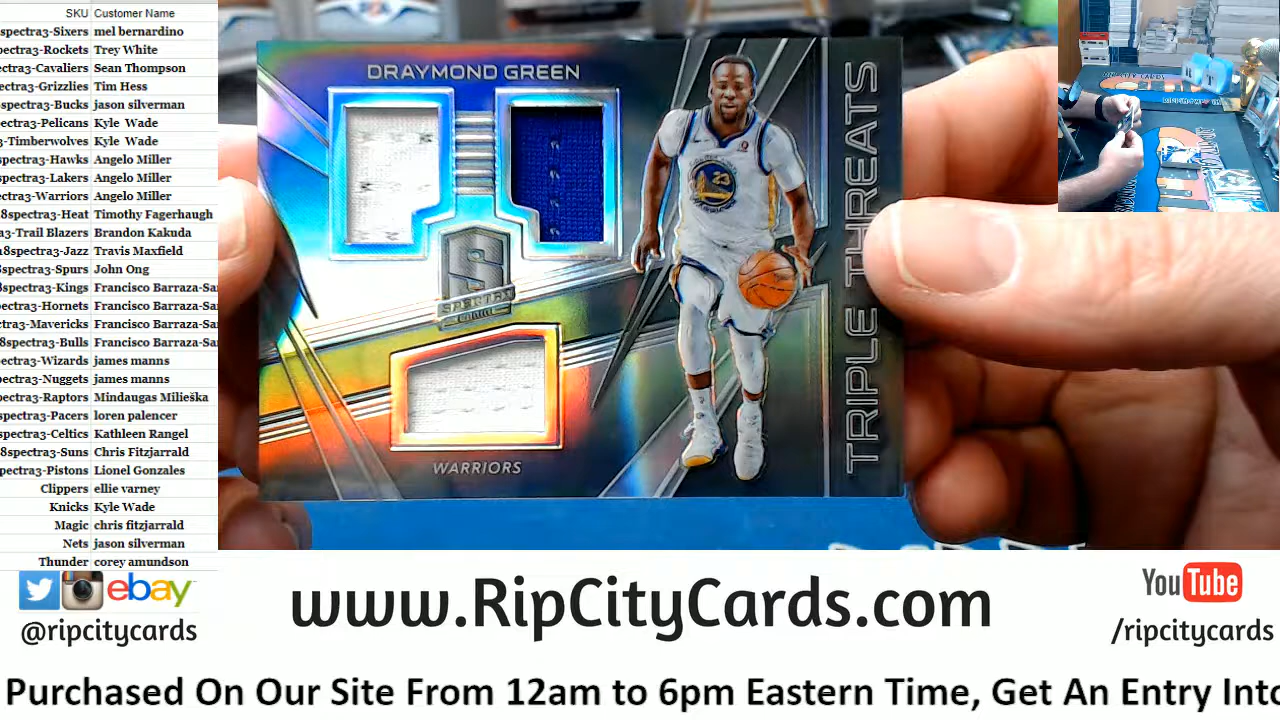 SKU Customer Name
spectra3-Sixers mel bernardino
pectra3-Rockets Trey White
ectra3-Cavaliers Sean Thompson
ectra3-Grizzlies Tim Hess
-spectra3-Bucks jason silverman
pectra3-Pelicans Kyle Wade
3-Timberwolves Kyle Wade
spectra3-Hawks Angelo Miller
spectra3-Lakers Angelo Miller
ectra3-Warriors Angelo Miller
8spectra3-Heat Timothy Fagerhaugh
a3-Trail Blazers Brandon Kakuda
18spectra3-Jazz Travis Maxfield
8spectra3-Spurs John Ong
8spectra3-Kings Francisco Barraza-Sa
ectra3-Hornets Francisco Barraza-Sa
ctra3-Mavericks Francisco Barraza-Sa
8spectra3-Bulls Francisco Barraza-Sa
ectra3-Wizards james manns
pectra3-Nuggets james manns
pectra3-Raptors Mindaugas Milieška
spectra3-Pacers loren palencer
spectra3-Celtics Kathleen Rangel
8spectra3-Suns Chris Fitzjarrald
spectra3-Pistons Lionel Gonzales
Clippers ellie varney
Knicks Kyle Wade
Magic chris fitzjarrald
Nets jason silverman
Thunder corey amundson
DRAYMOND GREEN
23
S
SPECTRA
PANINI
WARRIORS
TRIPLE THREATS
ebay
@ripcitycards
www.RipCityCards.com
YouTube
/ripcitycards
Purchased On Our Site From 12am to 6pm Eastern Time, Get An Entry Into